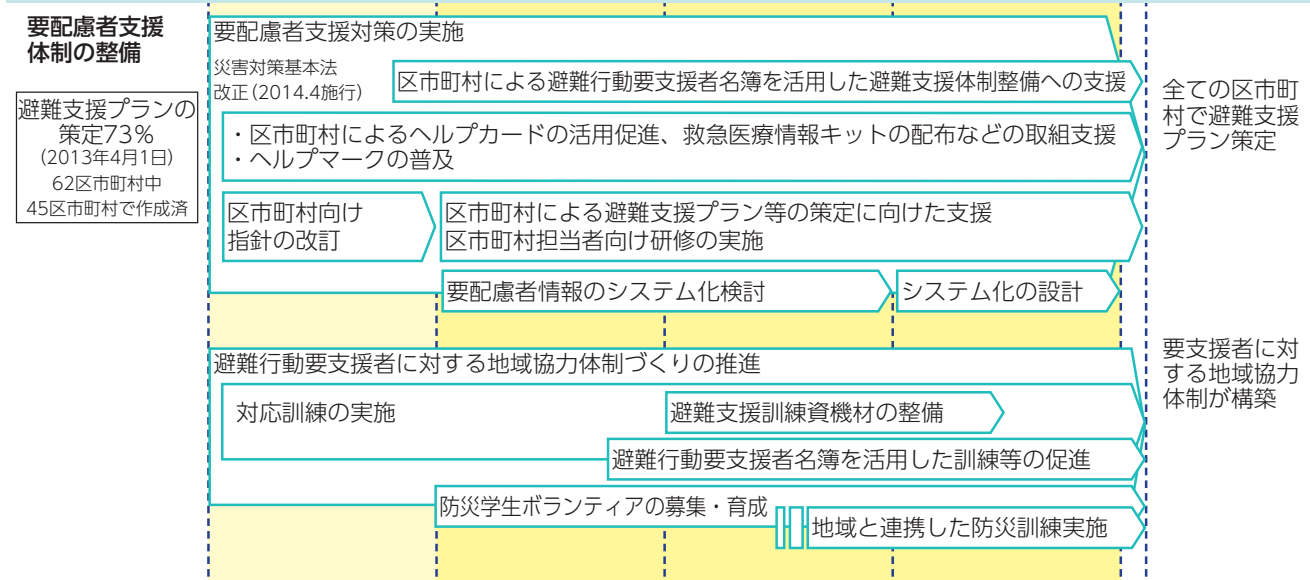 要配慮者支援
体制の整備
避難支援プランの
策定73%
(2013年4月1日)
62区市町村中
45区市町村で作成済
要配慮者支援対策の実施
災害対策基本法
改正(2014.4施行)
区市町村による避難行動要支援者名簿を活用した避難支援体制整備への支援
・区市町村によるヘルプカードの活用促進、救急医療情報キットの配布などの取組支援
・ヘルプマークの普及
区市町村向け
指針の改訂
区市町村による避難支援プラン等の策定に向けた支援
区市町村担当者向け研修の実施
要配慮者情報のシステム化検討
システム化の設計
全ての区市町
村で避難支援
プラン策定
避難行動要支援者に対する地域協力体制づくりの推進
対応訓練の実施
避難支援訓練資機材の整備
避難行動要支援者名簿を活用した訓練等の促進
防災学生ボランティアの募集・育成
地域と連携した防災訓練実施
要支援者に対
する地域協力
体制が構築